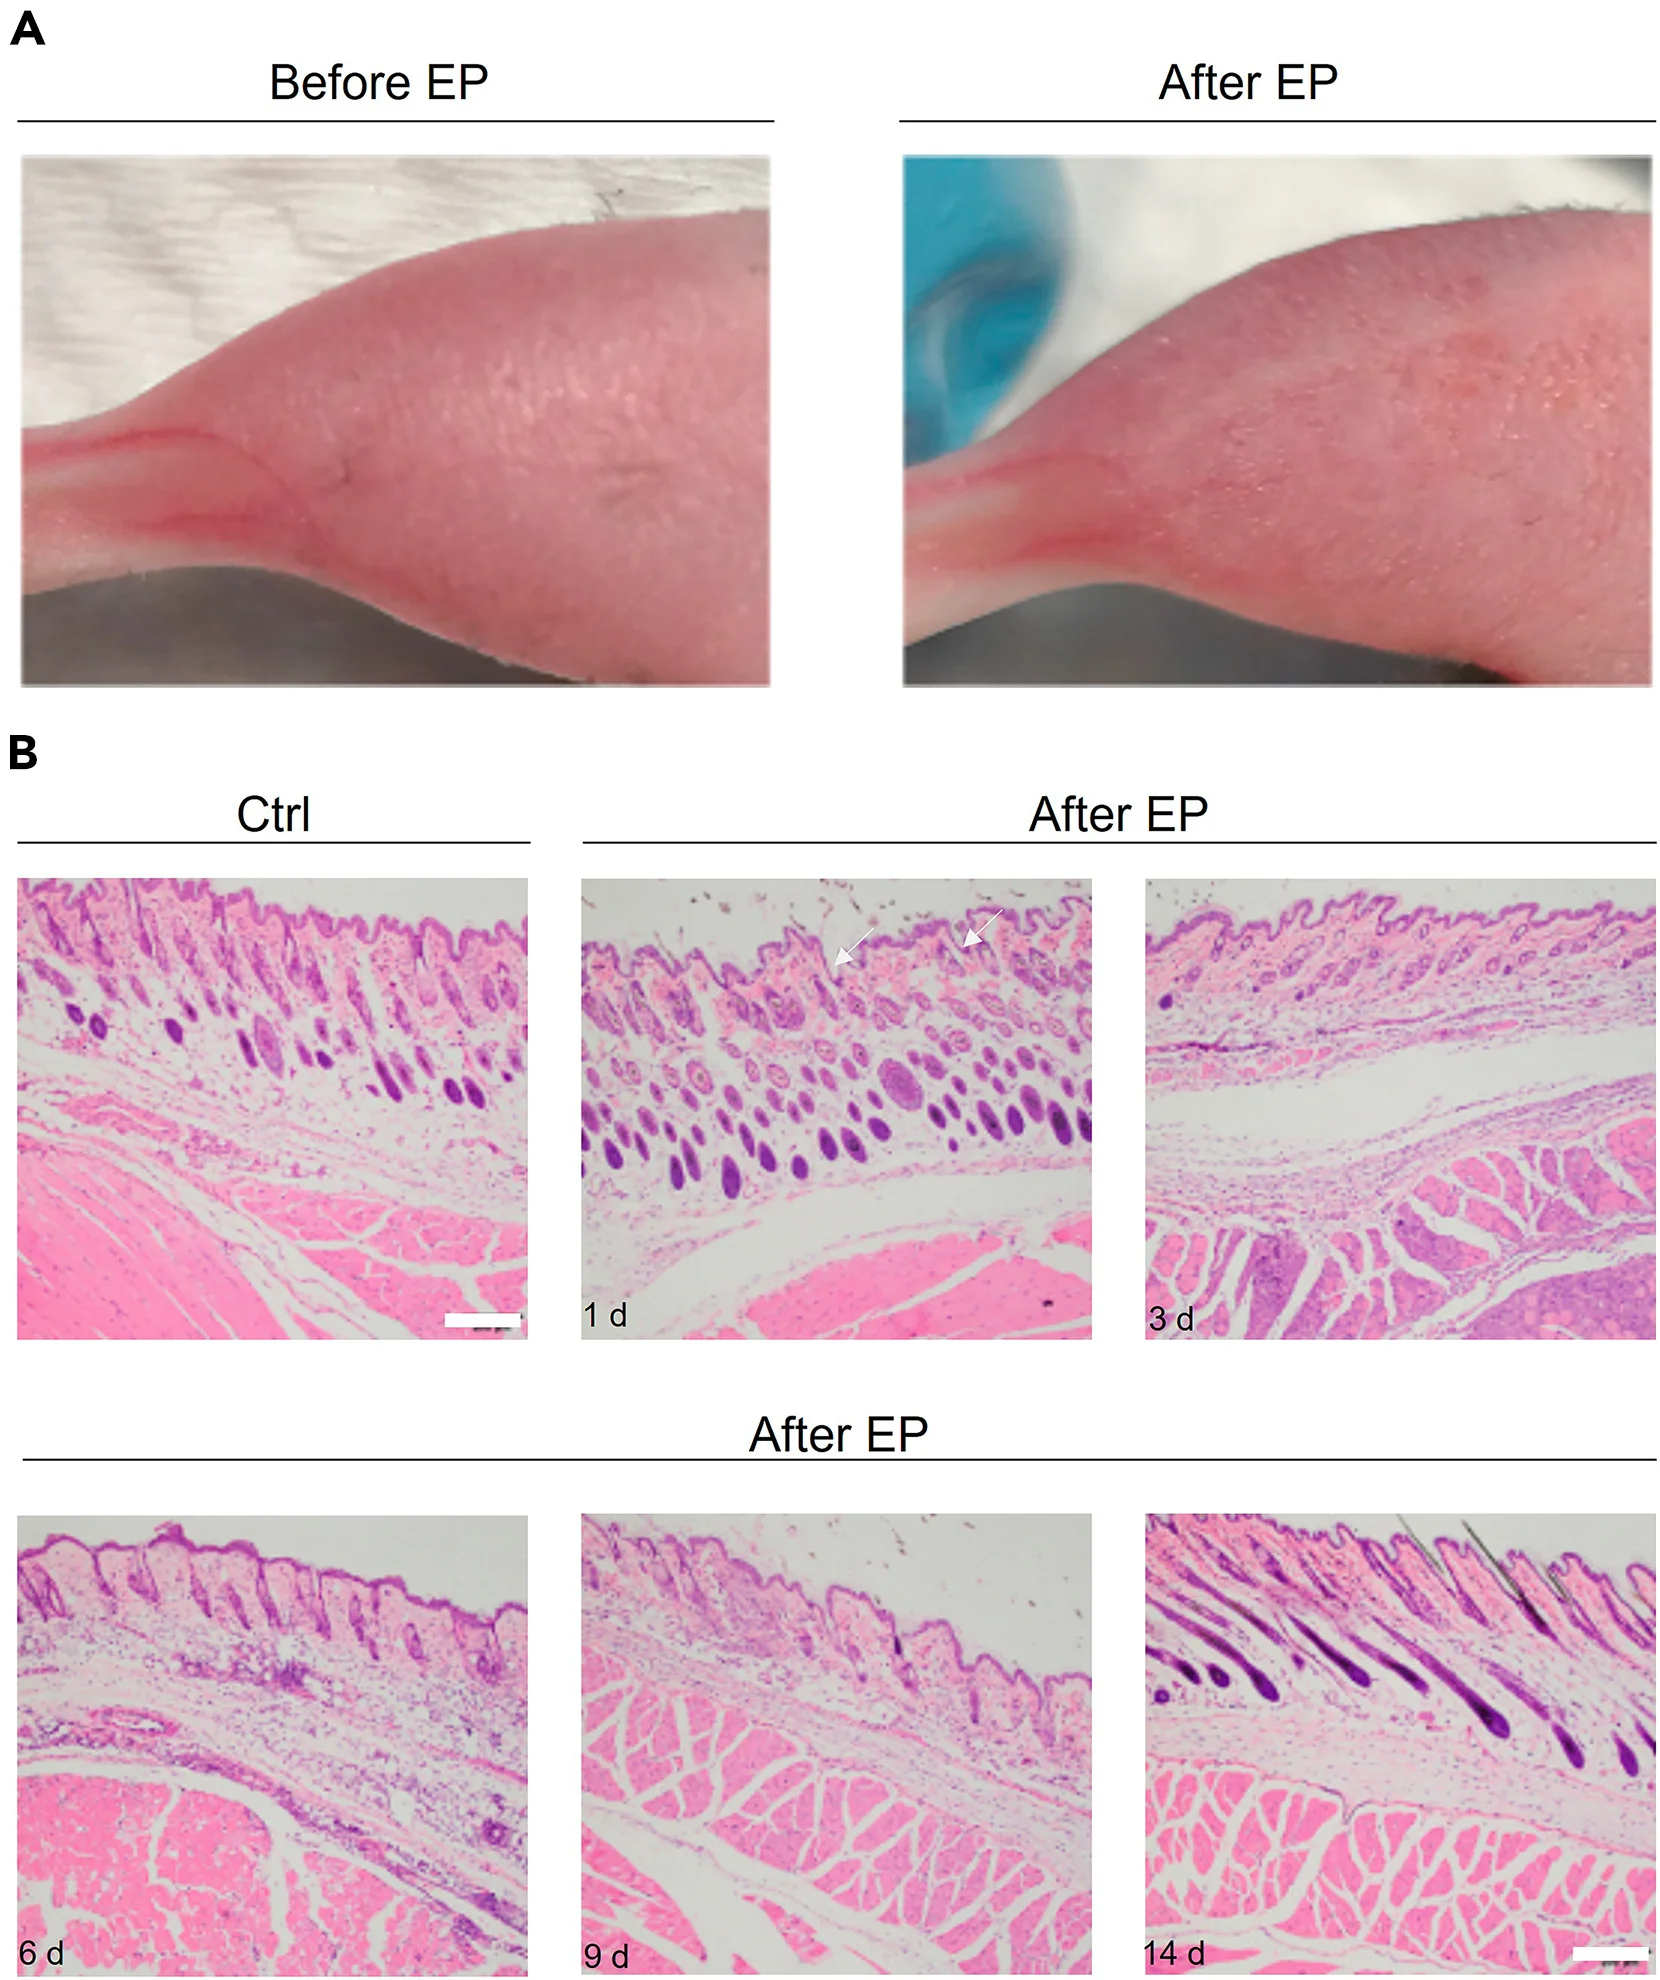 A
Before EP
After EP
B
Ctrl
After EP
1 d
3 d
After EP
6 d
9 d
14 d